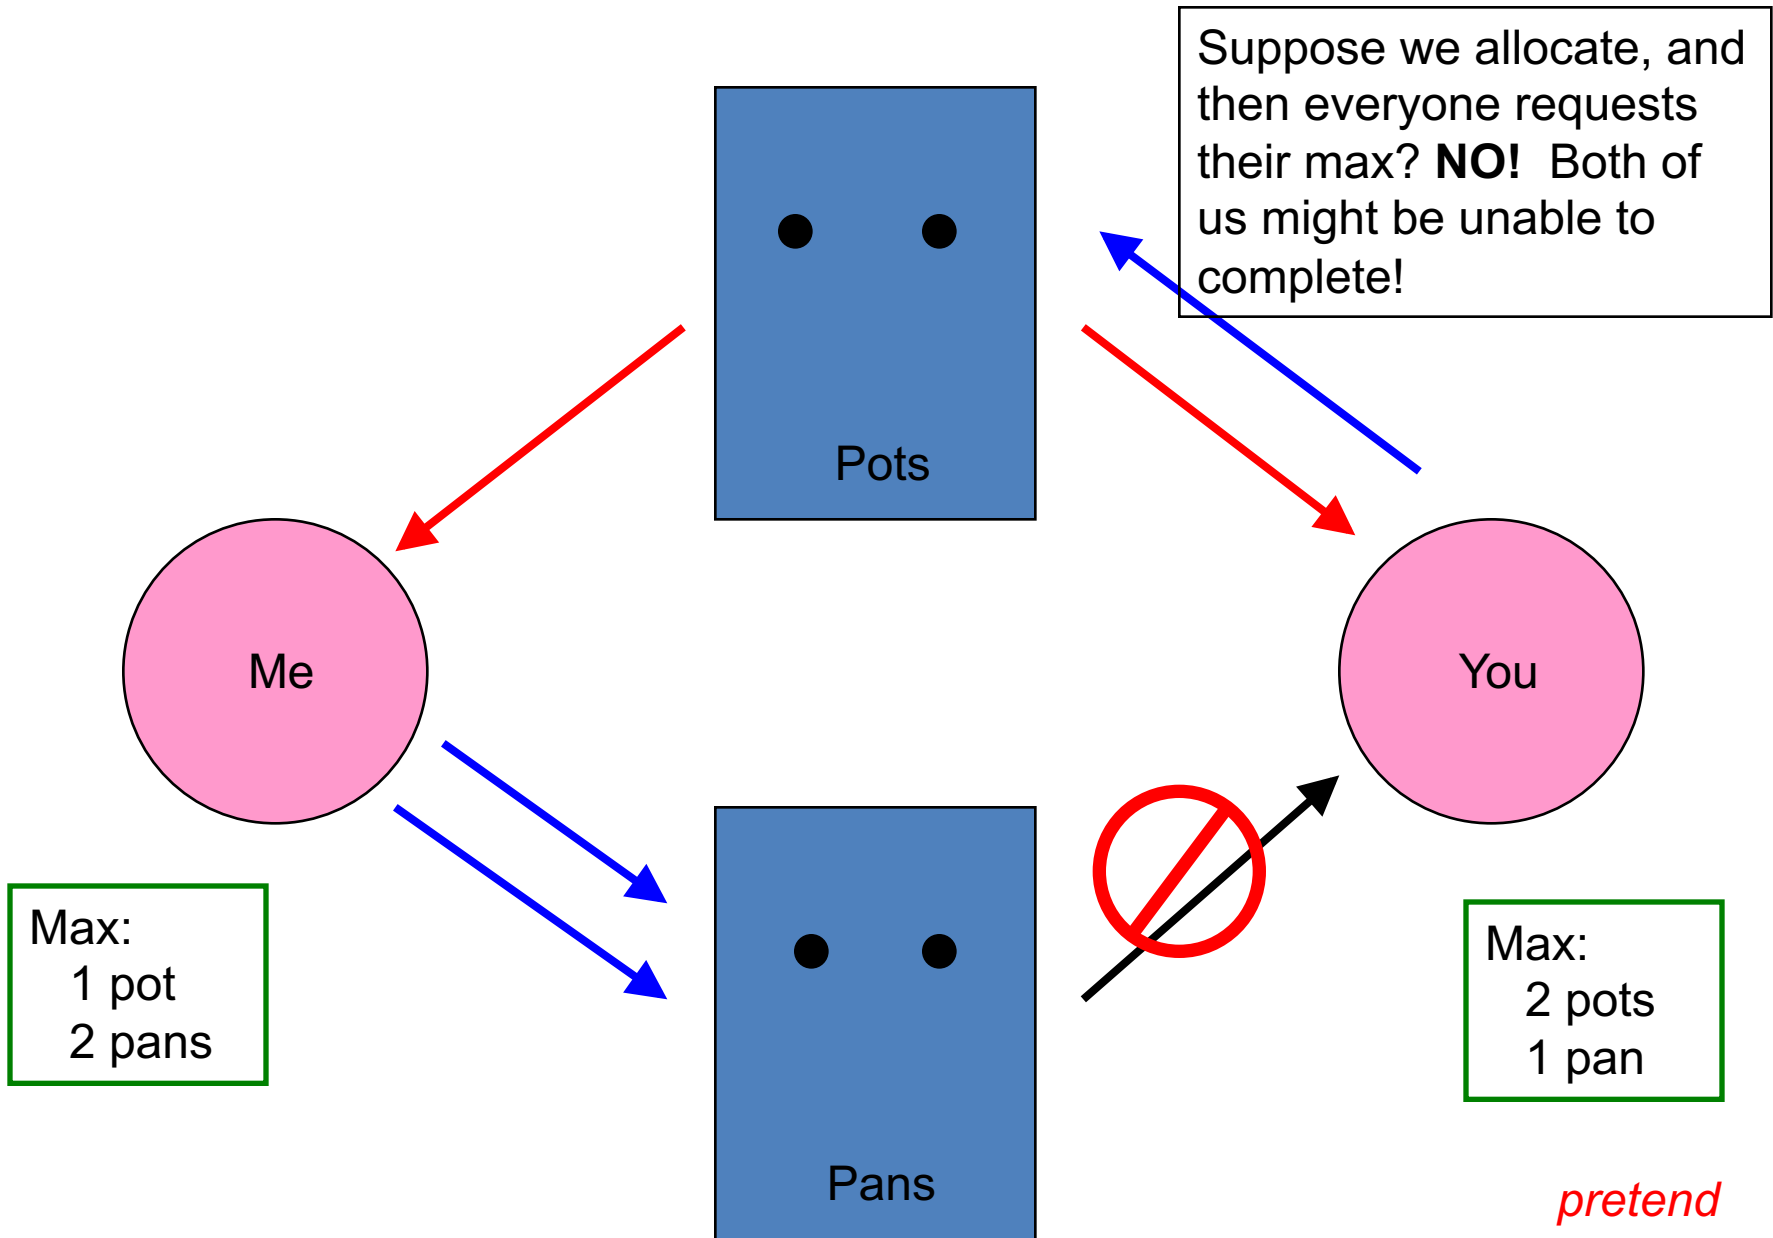 Suppose we allocate, and
then everyone requests
their max? NO!  Both of
us might be unable to
complete!
Pots
Me
You
Max:
1 pot
2 pans
Max:
2 pots
1 pan
Pans
pretend